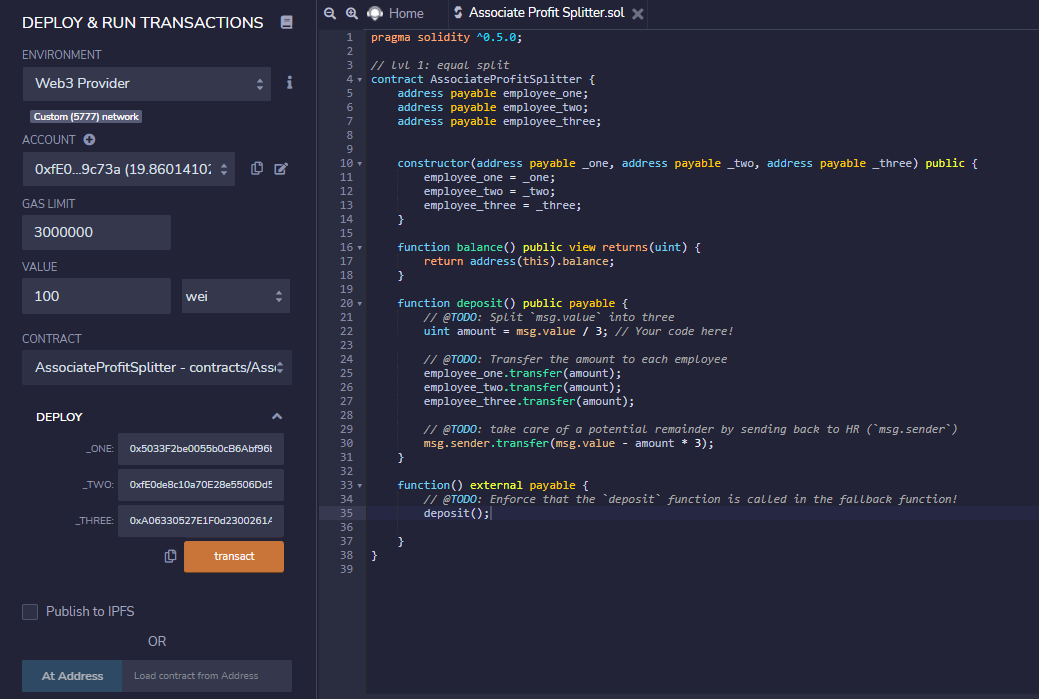 DEPLOY & RUN TRANSACTIONS
ENVIRONMENT
Web3 Provider
Custom (5777) network
ACCOUNT
0xfE0...9c73a (19.86014102
GAS LIMIT
3000000
VALUE
100
wei
CONTRACT
AssociateProfitSplitter - contracts/Asso
DEPLOY
_ONE: 0x5033F2be0055b0cB6Abf96b
_TWO: 0xfE0de8c10a70E28e5506Dd5
_THREE: 0xA06330527E1F0d2300261A
transact
Publish to IPFS
OR
At Address
Load contract from Address
Home
Associate Profit Splitter.sol
1 pragma solidity ^0.5.0;
2
3 // lvl 1: equal split
4 contract AssociateProfitSplitter {
5 address payable employee_one;
6 address payable employee_two;
7 address payable employee_three;
8
9
10 constructor(address payable _one, address payable _two, address payable _three) public {
11 employee_one = _one;
12 employee_two = _two;
13 employee_three = _three;
14 }
15
16 function balance() public view returns(uint) {
17 return address(this).balance;
18 }
19
20 function deposit() public payable {
21 // @TODO: Split `msg.value` into three
22 uint amount = msg.value / 3; // Your code here!
23
24 // @TODO: Transfer the amount to each employee
25 employee_one.transfer(amount);
26 employee_two.transfer(amount);
27 employee_three.transfer(amount);
28
29 // @TODO: take care of a potential remainder by sending back to HR (`msg.sender`)
30 msg.sender.transfer(msg.value - amount * 3);
31 }
32
33 function() external payable {
34 // @TODO: Enforce that the `deposit` function is called in the fallback function!
35 deposit();
36
37 }
38 }
39